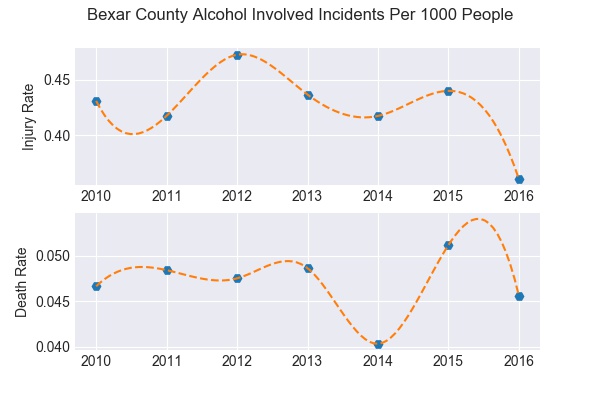 Bexar County Alcohol Involved Incidents Per 1000 People
Injury Rate
0.45
0.40
2010 2011 2012 2013 2014 2015 2016
Death Rate
0.050
0.045
0.040
2010 2011 2012 2013 2014 2015 2016